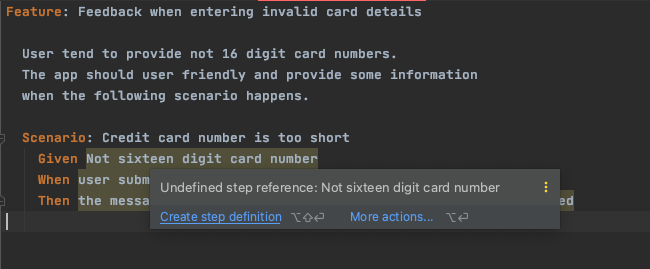 Feature: Feedback when entering invalid card details
User tend to provide not 16 digit card numbers.
The app should user friendly and provide some information
when the following scenario happens.
Scenario: Credit card number is too short
Given Not sixteen digit card number
When user subm
Undefined step reference: Not sixteen digit card number
Then the messa ed
Create step definition ⌥⇧⏎ More actions... ⌥⏎